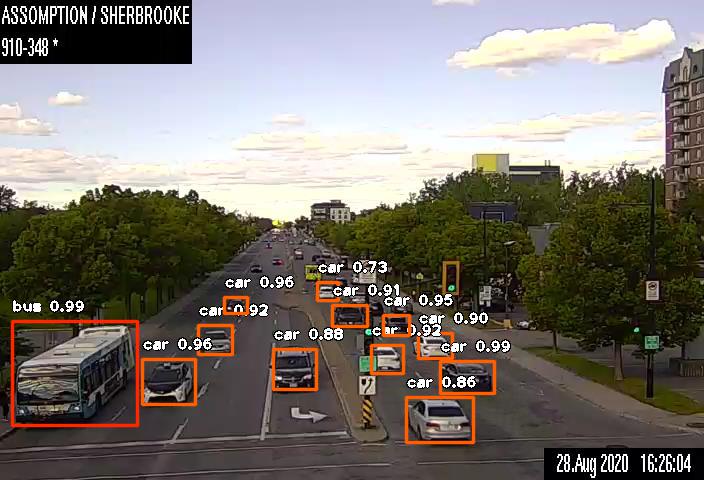 ASSOMPTION / SHERBROOKE
910-348 *
car 0.73
car 0.96
car 0.91
bus 0.99
car 0.92
car 0.95
car 0.90
car 0.88
car 0.92
car 0.96
car 0.99
car 0.86
28.Aug 2020 16:26:04